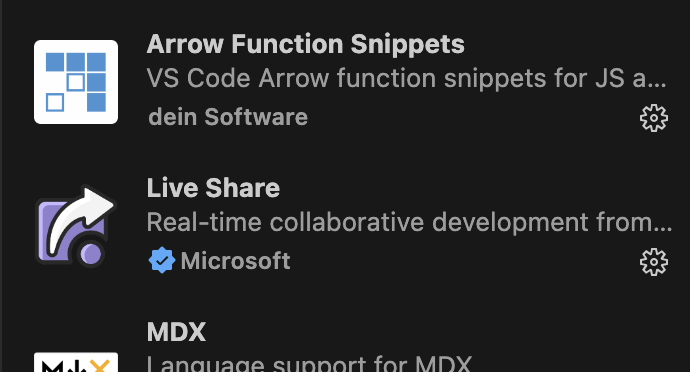 Arrow Function Snippets
VS Code Arrow function snippets for JS a...
dein Software
Live Share
Real-time collaborative development from...
Microsoft
MDX
Language support for MDX